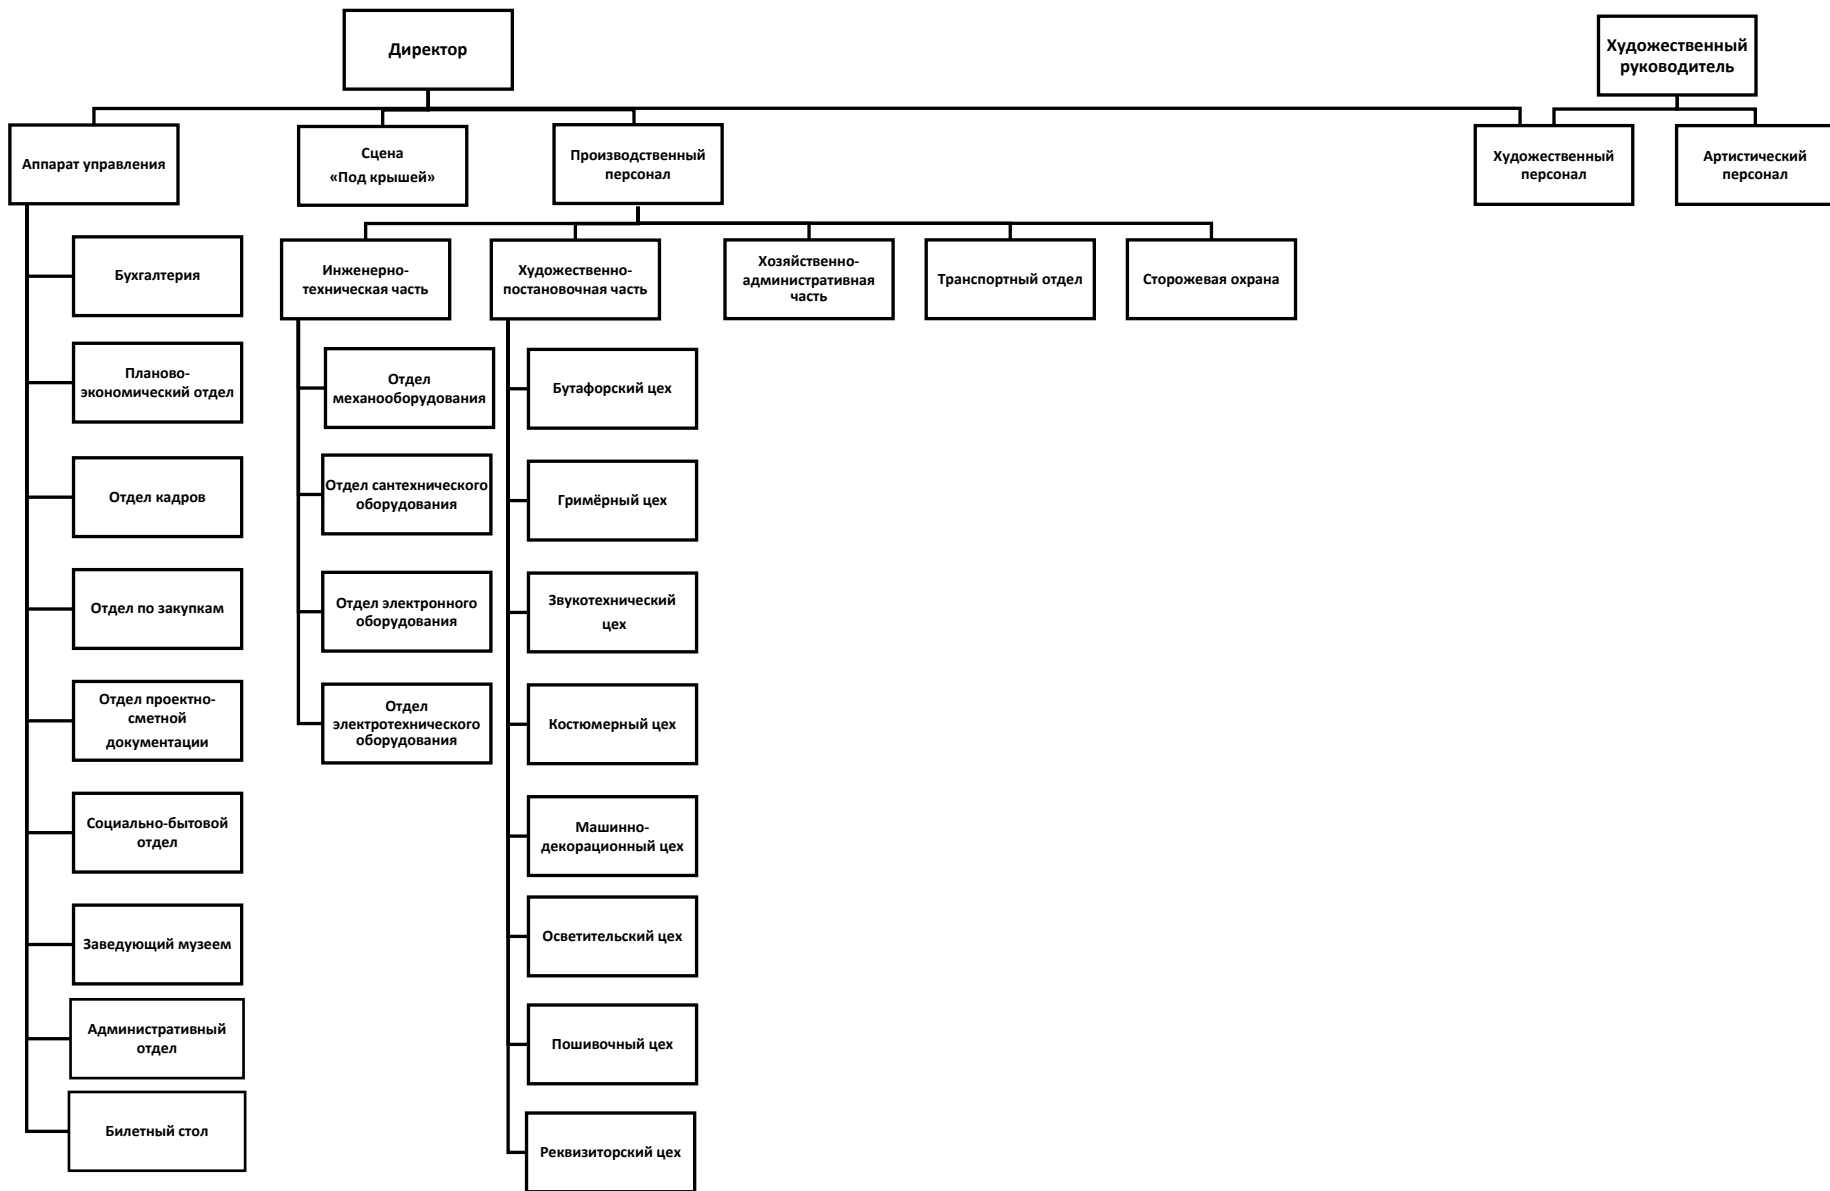 Директор
Художественный
руководитель
Аппарат управления
Сцена
«Под крышей»
Производственный
персонал
Художественный
персонал
Артистический
персонал
Бухгалтерия
Планово-
экономический отдел
Отдел кадров
Отдел по закупкам
Отдел проектно-
сметной
документации
Социально-бытовой
отдел
Заведующий музеем
Административный
отдел
Билетный стол
Инженерно-
техническая часть
Художественно-
постановочная часть
Хозяйственно-
административная
часть
Транспортный отдел
Сторожевая охрана
Отдел
механооборудования
Отдел сантехнического
оборудования
Отдел электронного
оборудования
Отдел
электротехнического
оборудования
Бутафорский цех
Гримёрный цех
Звукотехнический
цех
Костюмерный цех
Машинно-
декорационный цех
Осветительский цех
Пошивочный цех
Реквизиторский цех